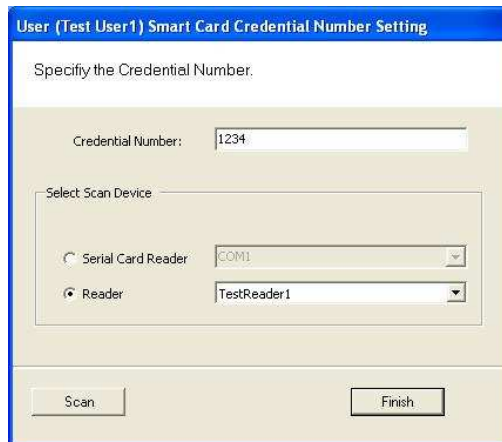 User (Test User1) Smart Card Credential Number Setting
Specifiy the Credential Number.
Credential Number: 1234
Select Scan Device
Serial Card Reader COM1
Reader TestReader1
Scan Finish